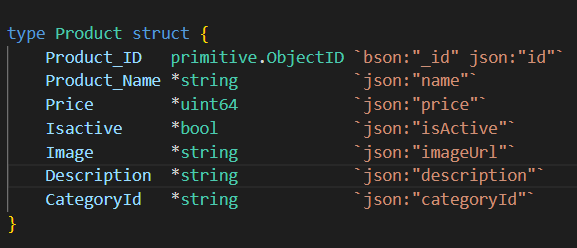 type Product struct {
    Product_ID   primitive.ObjectID `bson:"_id" json:"id"`
    Product_Name *string            `json:"name"`
    Price        *uint64            `json:"price"`
    Isactive     *bool              `json:"isActive"`
    Image        *string            `json:"imageUrl"`
    Description  *string            `json:"description"`
    CategoryId   *string            `json:"categoryId"`
}